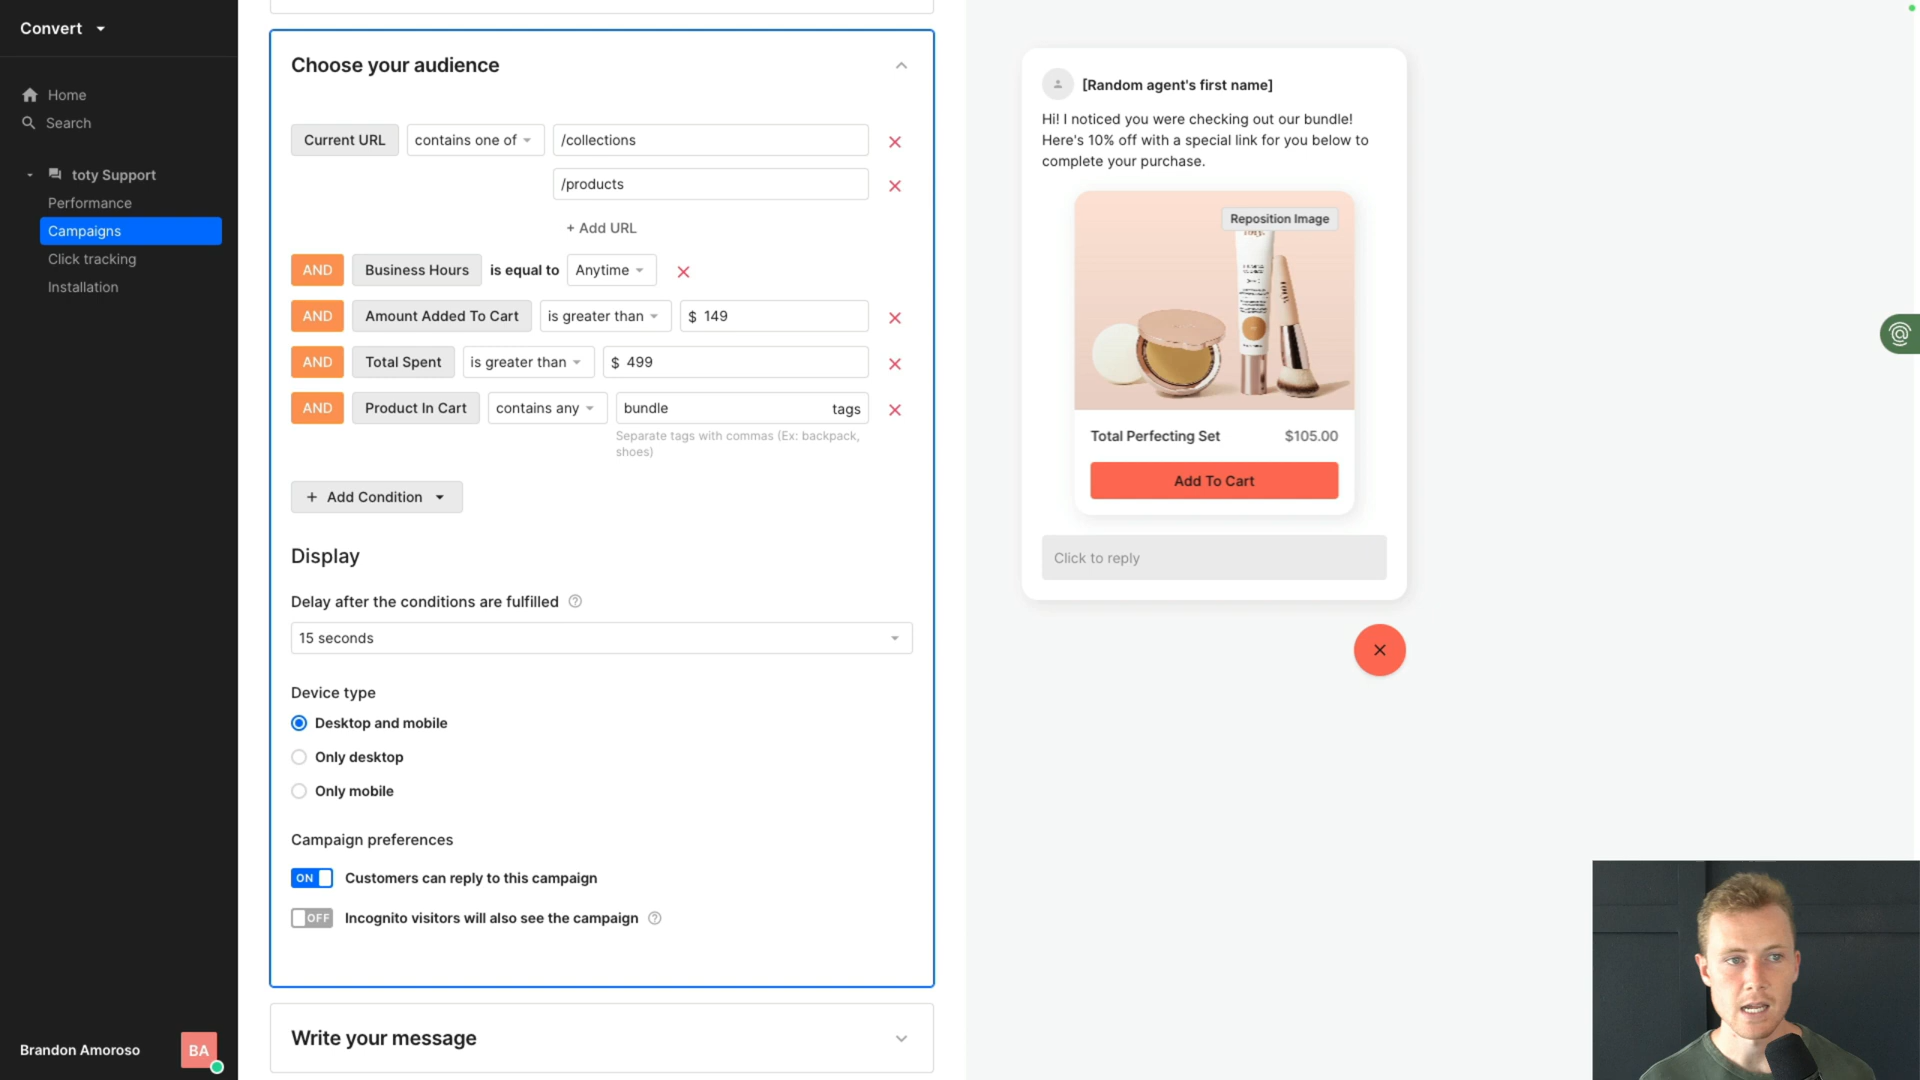 Convert
Home
Search
toty Support
Performance
Campaigns
Click tracking
Installation
Brandon Amoroso
BA
Choose your audience
Current URL contains one of /collections
/products
+ Add URL
AND Business Hours is equal to Anytime
AND Amount Added To Cart is greater than $ 149
AND Total Spent is greater than $ 499
AND Product In Cart contains any bundle tags
Separate tags with commas (Ex: backpack,
shoes)
+ Add Condition
Display
Delay after the conditions are fulfilled
15 seconds
Device type
Desktop and mobile
Only desktop
Only mobile
Campaign preferences
ON Customers can reply to this campaign
OFF Incognito visitors will also see the campaign
Write your message
[Random agent's first name]
Hi! I noticed you were checking out our bundle!
Here's 10% off with a special link for you below to
complete your purchase.
Reposition Image
Total Perfecting Set $105.00
Add To Cart
Click to reply